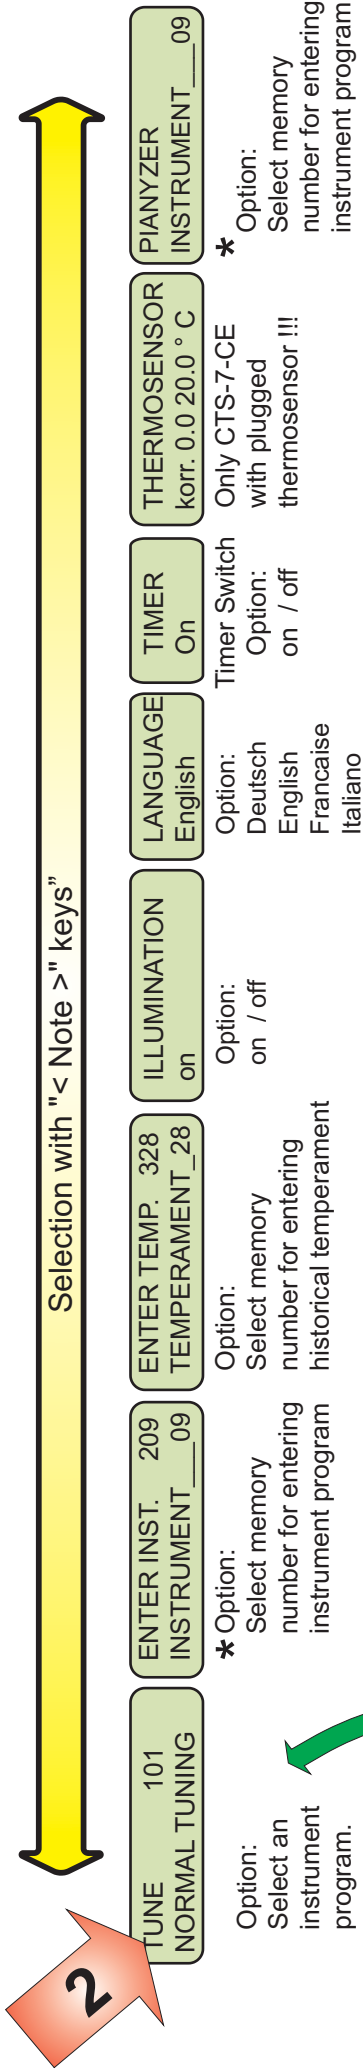 2
Selection with "< Note >" keys”
TUNE 101
NORMAL TUNING
Option:
Select an
instrument
program.
ENTER INST. 209
INSTRUMENT___09
* Option:
Select memory
number for entering
instrument program
ENTER TEMP. 328
TEMPERAMENT_28
Option:
Select memory
number for entering
historical temperament
ILLUMINATION
on
Option:
on / off
LANGUAGE
English
Option:
Deutsch
English
Francaise
Italiano
TIMER
On
Timer Switch
Option:
on / off
THERMOSENSOR
korr. 0.0 20.0 ° C
Only CTS-7-CE
with plugged
thermosensor !!!
PIANYZER
INSTRUMENT___09
* Option:
Select memory
number for entering
instrument program